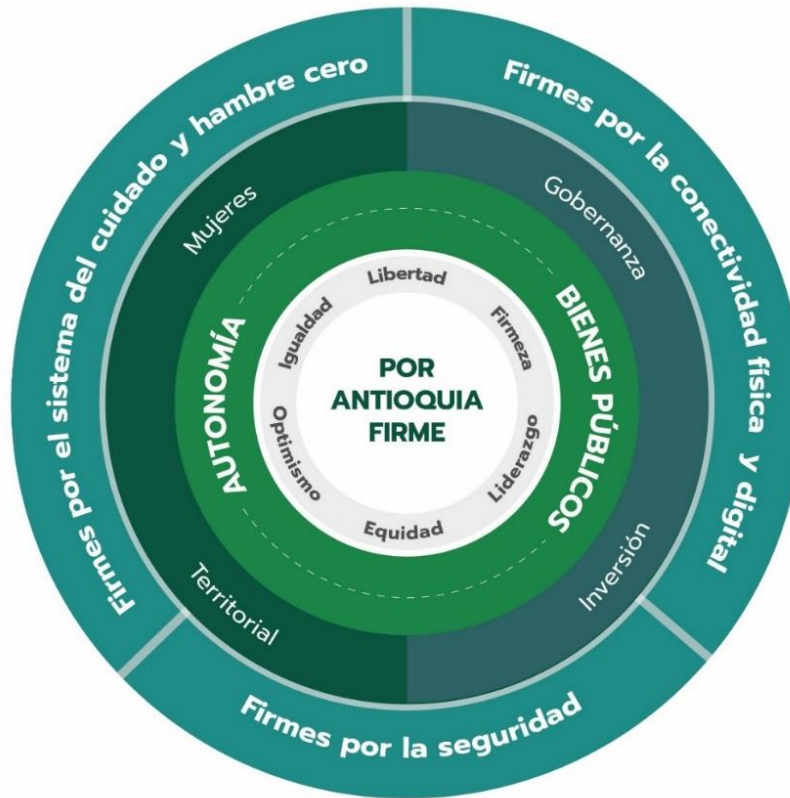 Firmes por el sistema del cuidado y hambre cero
Firmes por la conectividad física y digital
Firmes por la seguridad
Mujeres
Gobernanza
Territorial
Inversión
AUTONOMÍA
BIENES PÚBLICOS
Libertad
Firmeza
Liderazgo
Equidad
Optimismo
Igualdad
POR
ANTIOQUIA
FIRME